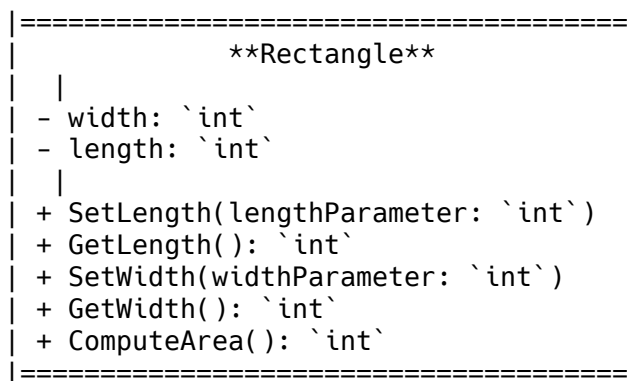 |======================================
|             **Rectangle**
|  |
| - width: `int`
| - length: `int`
|  |
| + SetLength(lengthParameter: `int`)
| + GetLength(): `int`
| + SetWidth(widthParameter: `int`)
| + GetWidth(): `int`
| + ComputeArea(): `int`
|======================================